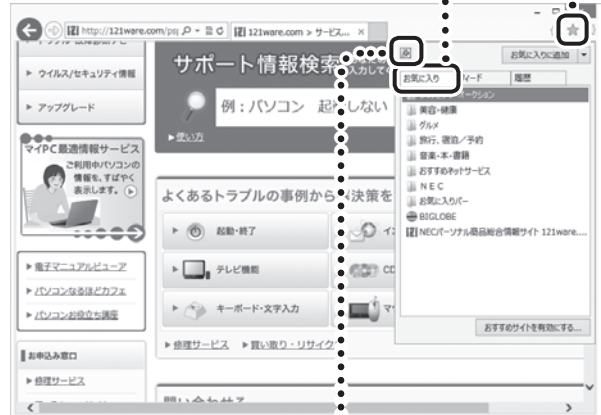 http://121ware.com/ps
121ware.com > サービス...
お気に入りに追加
お気に入り
ィード
履歴
美容・健康
グルメ
旅行、宿泊/予約
音楽・本・書籍
おすすめネットサービス
NEC
お気に入りバー
BIGLOBE
NECパーソナル商品総合情報サイト 121ware....
おすすめサイトを有効にする...
ウイルス/セキュリティ情報
アップグレード
マイPC最適情報サービス
ご利用中パソコンの
情報を、すばやく
表示します。
電子マニュアルビューア
パソコンなるほどカフェ
パソコンお役立ち講座
お申込み窓口
修理サービス
サポート情報検索
例:パソコン 起 しない
使い方
よくあるトラブルの事例から 決策を
起動・終了
テレビ機能
CD
キーボード・文字入力
マ
修理サービス
買い取り・リサイク
問い合わせる